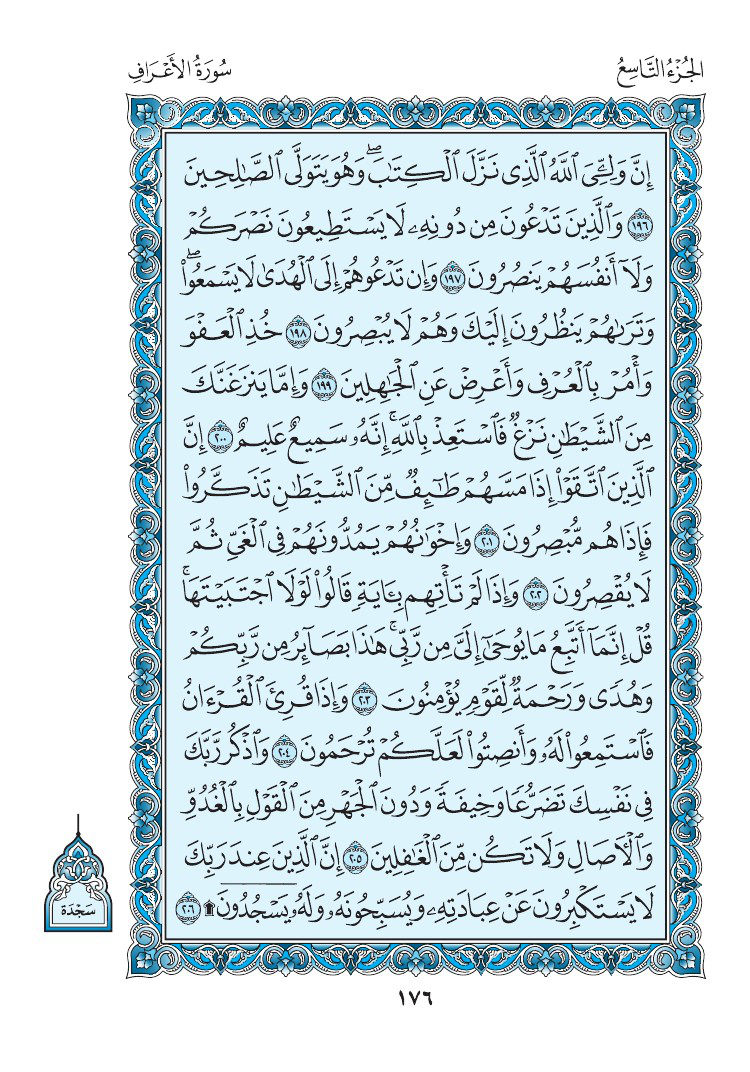 الجُزْءُ التَّاسِعُ
سُورَةُ الأَعْرَافِ
إِنَّ وَلِـِّۧيَ ٱللَّهُ ٱلَّذِي نَزَّلَ ٱلْكِتَٰبَۖ وَهُوَ يَتَوَلَّى ٱلصَّٰلِحِينَ
١٩٦ وَٱلَّذِينَ تَدْعُونَ مِن دُونِهِۦ لَا يَسْتَطِيعُونَ نَصْرَكُمْ
وَلَآ أَنفُسَهُمْ يَنصُرُونَ ١٩٧ وَإِن تَدْعُوهُمْ إِلَى ٱلْهُدَىٰ لَا يَسْمَعُوا۟ۖ
وَتَرَىٰهُمْ يَنظُرُونَ إِلَيْكَ وَهُمْ لَا يُبْصِرُونَ ١٩٨ خُذِ ٱلْعَفْوَ
وَأْمُرْ بِٱلْعُرْفِ وَأَعْرِضْ عَنِ ٱلْجَٰهِلِينَ ١٩٩ وَإِمَّا يَنزَغَنَّكَ
مِنَ ٱلشَّيْطَٰنِ نَزْغٌ فَٱسْتَعِذْ بِٱللَّهِۚ إِنَّهُۥ سَمِيعٌ عَلِيمٌ ٢٠٠ إِنَّ
ٱلَّذِينَ ٱتَّقَوْا۟ إِذَا مَسَّهُمْ طَٰٓئِفٌ مِّنَ ٱلشَّيْطَٰنِ تَذَكَّرُوا۟
فَإِذَا هُم مُّبْصِرُونَ ٢٠١ وَإِخْوَٰنُهُمْ يَمُدُّونَهُمْ فِي ٱلْغَيِّ ثُمَّ
لَا يُقْصِرُونَ ٢٠٢ وَإِذَا لَمْ تَأْتِهِم بِـَٔايَةٍ قَالُوا۟ لَوْلَا ٱجْتَبَيْتَهَاۚ
قُلْ إِنَّمَآ أَتَّبِعُ مَا يُوحَىٰٓ إِلَيَّ مِن رَّبِّيۚ هَٰذَا بَصَآئِرُ مِن رَّبِّكُمْ
وَهُدًى وَرَحْمَةٌ لِّقَوْمٍ يُؤْمِنُونَ ٢٠٣ وَإِذَا قُرِئَ ٱلْقُرْءَانُ
فَٱسْتَمِعُوا۟ لَهُۥ وَأَنصِتُوا۟ لَعَلَّكُمْ تُرْحَمُونَ ٢٠٤ وَٱذْكُر رَّبَّكَ
فِي نَفْسِكَ تَضَرُّعًا وَخِيفَةً وَدُونَ ٱلْجَهْرِ مِنَ ٱلْقَوْلِ بِٱلْغُدُوِّ
وَٱلْءَاصَالِ وَلَا تَكُن مِّنَ ٱلْغَٰفِلِينَ ٢٠٥ إِنَّ ٱلَّذِينَ عِندَ رَبِّكَ
لَا يَسْتَكْبِرُونَ عَنْ عِبَادَتِهِۦ وَيُسَبِّحُونَهُۥ وَلَهُۥ يَسْجُدُونَ۩ ٢٠٦
سَجْدَة
١٧٦